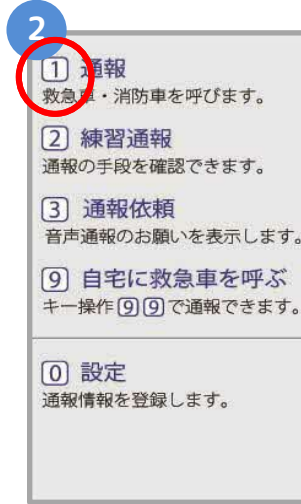 2
1 通報
救急車・消防車を呼びます。
2 練習通報
通報の手段を確認できます。
3 通報依頼
音声通報のお願いを表示します。
9 自宅に救急車を呼ぶ
キー操作99で通報できます。
0 設定
通報情報を登録します。